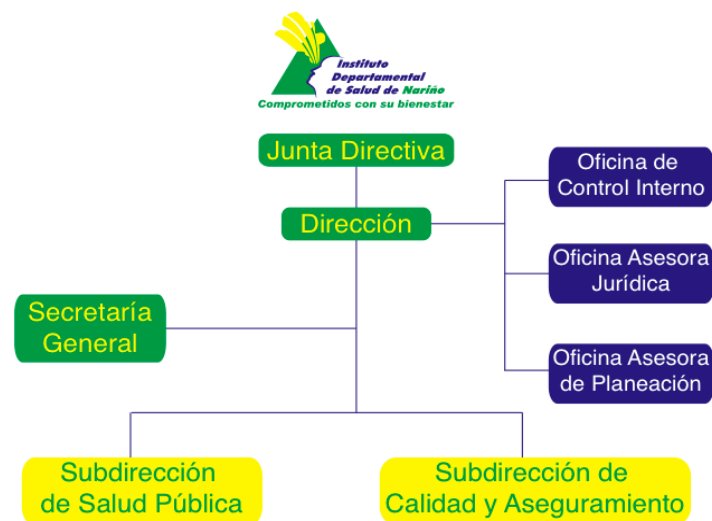 Instituto
Departamental
de Salud de Nariño
Comprometidos con su bienestar
Junta Directiva
Dirección
Oficina de
Control Interno
Oficina Asesora
Jurídica
Oficina Asesora
de Planeación
Secretaría
General
Subdirección
de Salud Pública
Subdirección de
Calidad y Aseguramiento